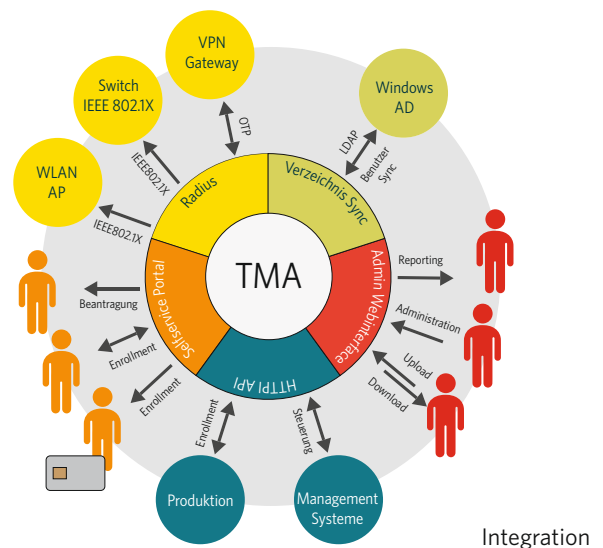 VPN
Gateway
Switch
IEEE 802.1X
Windows
AD
OTP
LDAP
Benutzer
Sync
IEEE802.1X
WLAN
AP
Radius
Verzeichnis Sync
IEEE802.1X
TMA
Reporting
Selfservice Portal
Admin Webinterface
Beantragung
Administration
Enrollment
Upload
Enrollment
Download
HTTPI API
Enrollment
Steuerung
Produktion
Management
Systeme
Integration